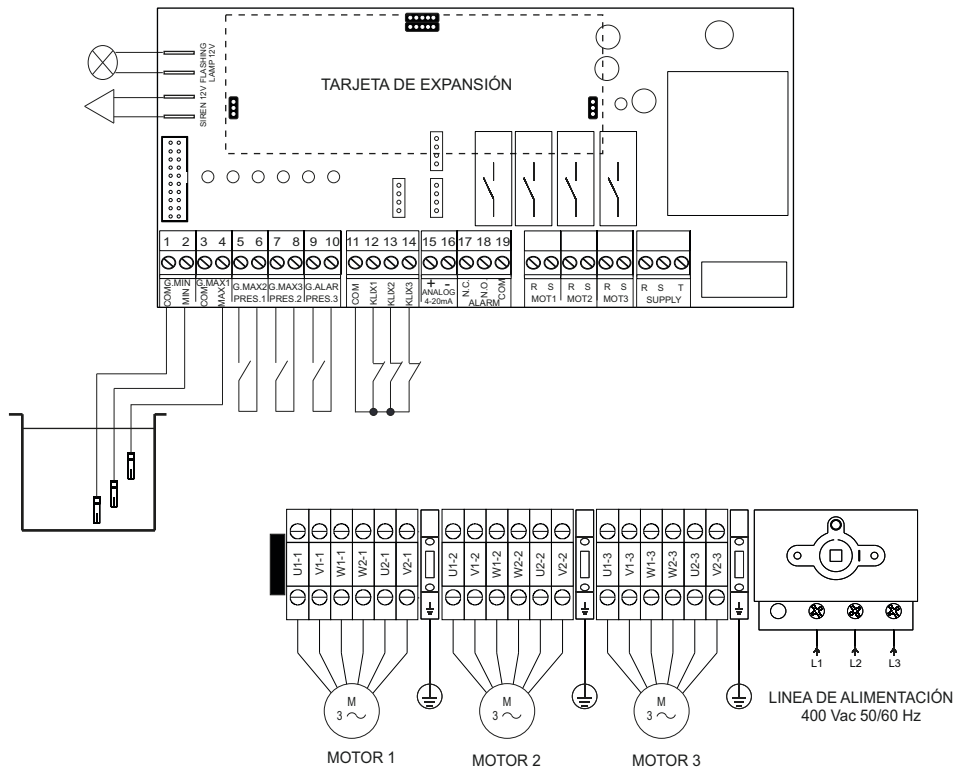 FLASHING
LAMP 12V
SIREN 12V
TARJETA DE EXPANSIÓN
1 2 3 4 5 6 7 8 9 10 11 12 13 14 15 16 17 18 19
COM
G.MIN
MIN
COM
G.MAX1
MAX1
G.MAX2
PRES.1
G.MAX3
PRES.2
G.ALAR
PRES.3
COM
KLIX1
KLIX2
KLIX3
+ -
ANALOG
4-20mA
N.C.
N.O.
COM
ALARM
R S
MOT1
R S
MOT2
R S
MOT3
R S T
SUPPLY
U1-1 V1-1 W1-1 W2-1 U2-1 V2-1
U1-2 V1-2 W1-2 W2-2 U2-2 V2-2
U1-3 V1-3 W1-3 W2-3 U2-3 V2-3
L1 L2 L3
M
3 ~
MOTOR 1
M
3 ~
MOTOR 2
M
3 ~
MOTOR 3
LINEA DE ALIMENTACIÓN
400 Vac 50/60 Hz